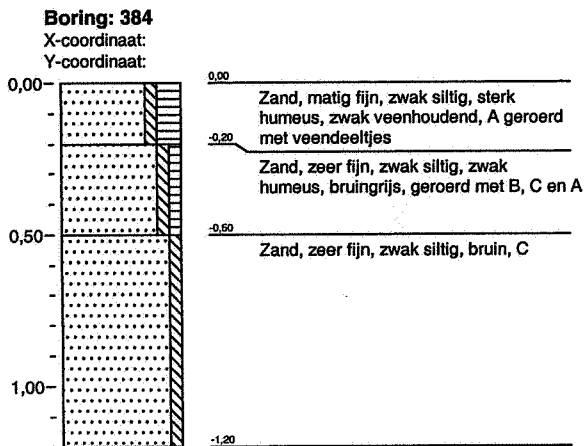 Boring: 384
X-coordinaat:
Y-coordinaat:
0,00
0,00
Zand, matig fijn, zwak siltig, sterk
humeus, zwak veenhoudend, A geroerd
met veendeeltjes
-0,20
Zand, zeer fijn, zwak siltig, zwak
humeus, bruingrijs, geroerd met B, C en A
0,50
-0,50
Zand, zeer fijn, zwak siltig, bruin, C
1,00
-1,20